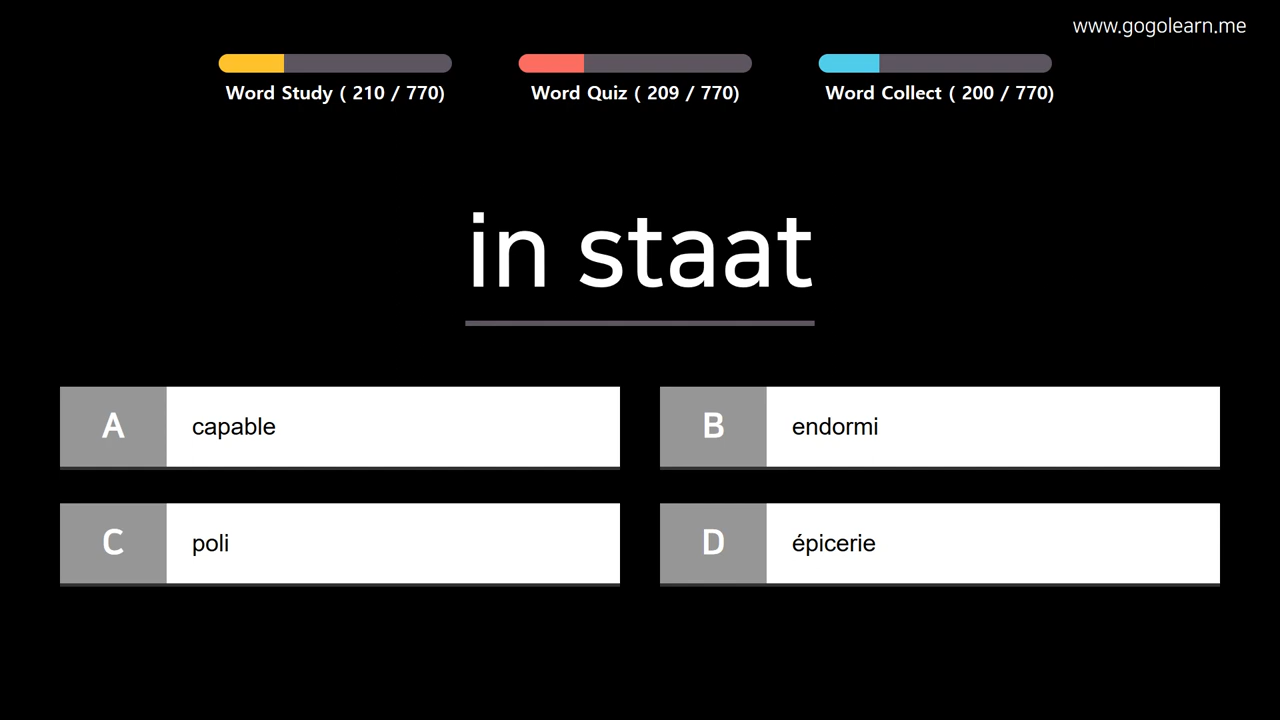 www.gogolearn.me
Word Study ( 210 / 770)
Word Quiz ( 209 / 770)
Word Collect ( 200 / 770)
in staat
A capable
B endormi
C poli
D épicerie